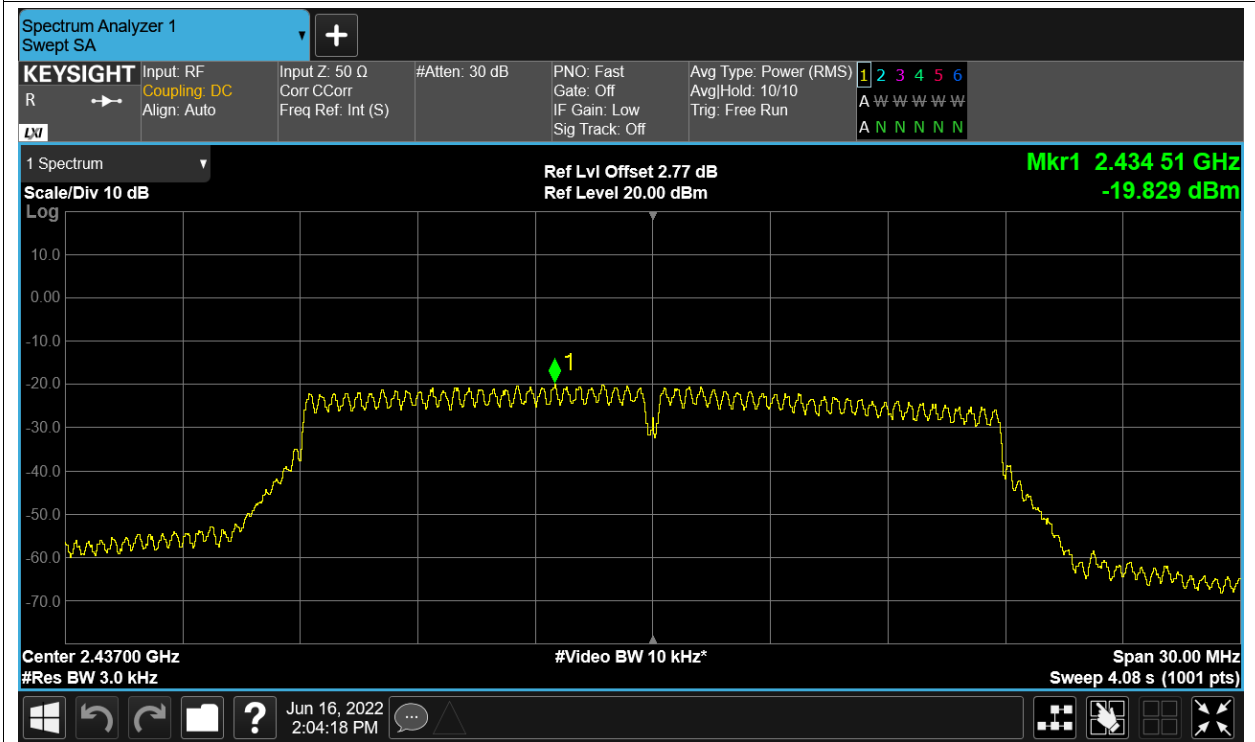 Spectrum Analyzer 1
Swept SA
+
KEYSIGHT
R
LXI
Input: RF
Coupling: DC
Align: Auto
Input Z: 50 Ω
Corr CCorr
Freq Ref: Int (S)
#Atten: 30 dB
PNO: Fast
Gate: Off
IF Gain: Low
Sig Track: Off
Avg Type: Power (RMS)
Avg|Hold: 10/10
Trig: Free Run
1 2 3 4 5 6
A W W W W W
A N N N N N
1 Spectrum
Scale/Div 10 dB
Log
Ref Lvl Offset 2.77 dB
Ref Level 20.00 dBm
Mkr1 2.434 51 GHz
-19.829 dBm
10.0
0.00
-10.0
1
-20.0
-30.0
-40.0
-50.0
-60.0
-70.0
Center 2.43700 GHz
#Res BW 3.0 kHz
#Video BW 10 kHz*
Span 30.00 MHz
Sweep 4.08 s (1001 pts)
?
Jun 16, 2022
2:04:18 PM